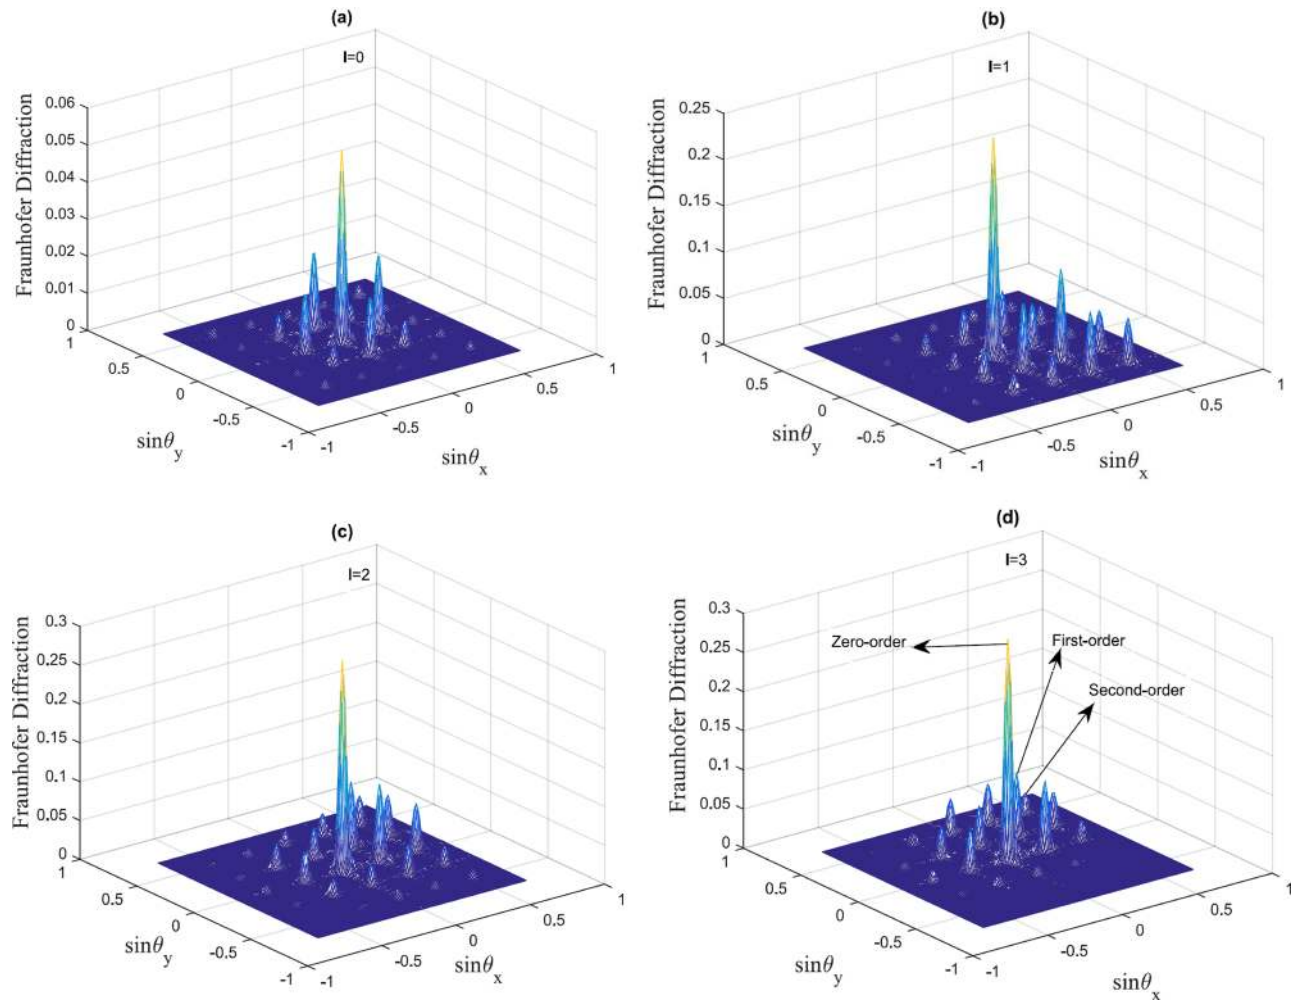 (a)
l=0
Fraunhofer Diffraction
0.06
0.05
0.04
0.03
0.02
0.01
0
1
0.5
0
-0.5
-1
sinθy
-1
-0.5
0
0.5
1
sinθx
(b)
l=1
Fraunhofer Diffraction
0.25
0.2
0.15
0.1
0.05
0
1
0.5
0
-0.5
-1
sinθy
-1
-0.5
0
0.5
1
sinθx
(c)
l=2
Fraunhofer Diffraction
0.3
0.25
0.2
0.15
0.1
0.05
0
1
0.5
0
-0.5
-1
sinθy
-1
-0.5
0
0.5
1
sinθx
(d)
l=3
Zero-order
First-order
Second-order
Fraunhofer Diffraction
0.3
0.25
0.2
0.15
0.1
0.05
0
1
0.5
0
-0.5
-1
sinθy
-1
-0.5
0
0.5
1
sinθx